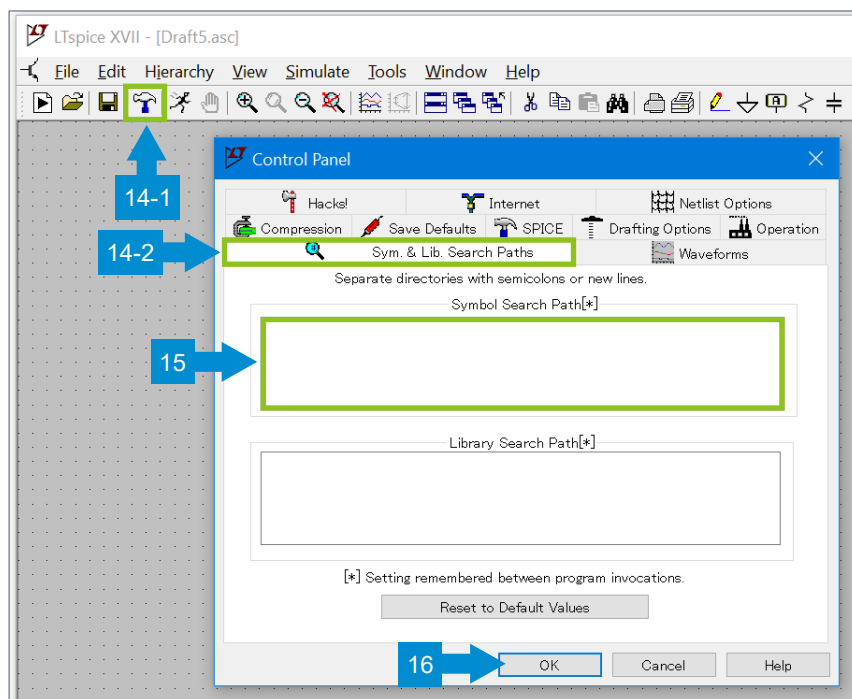 LTspice XVII - [Draft5.asc]
File Edit Hierarchy View Simulate Tools Window Help
14-1
Control Panel
Hacks! Internet Netlist Options
Compression Save Defaults SPICE Drafting Options Operation
14-2
Sym. & Lib. Search Paths Waveforms
Separate directories with semicolons or new lines.
Symbol Search Path[*]
15
Library Search Path[*]
[*] Setting remembered between program invocations.
Reset to Default Values
16
OK Cancel Help